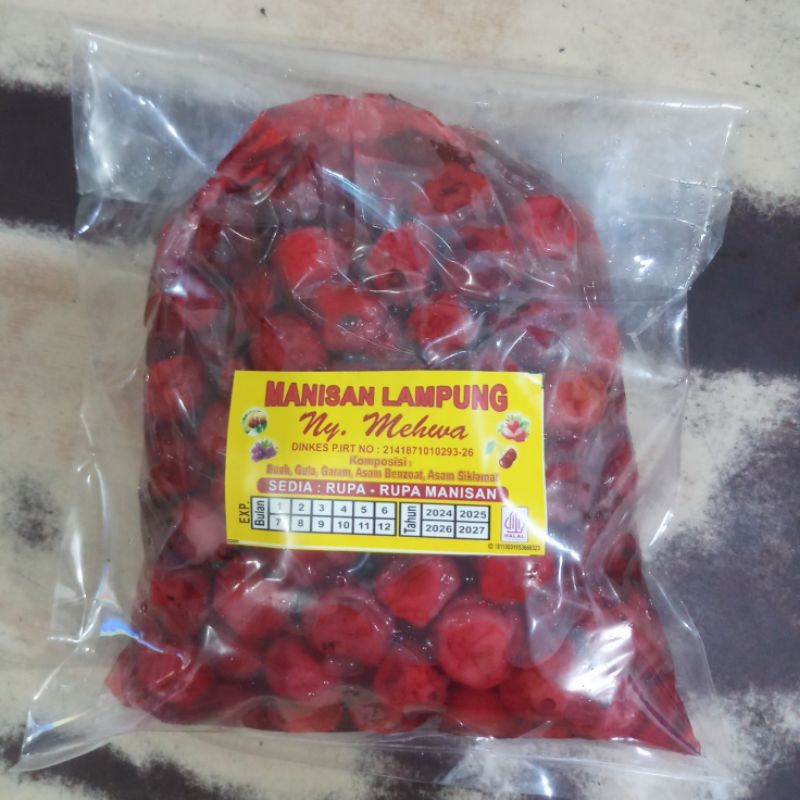 MANISAN LAMPUNG
Ny. Mehwa
DINKES P.IRT NO : 2141871010293-26
Komposisi :
Buah, Gula, Garam, Asam Benzoat, Asam Siklamat
SEDIA : RUPA - RUPA MANISAN
EXP.
Bulan
1 2 3 4 5 6
7 8 9 10 11 12
Tahun
2024 2025
2026 2027
HALAL